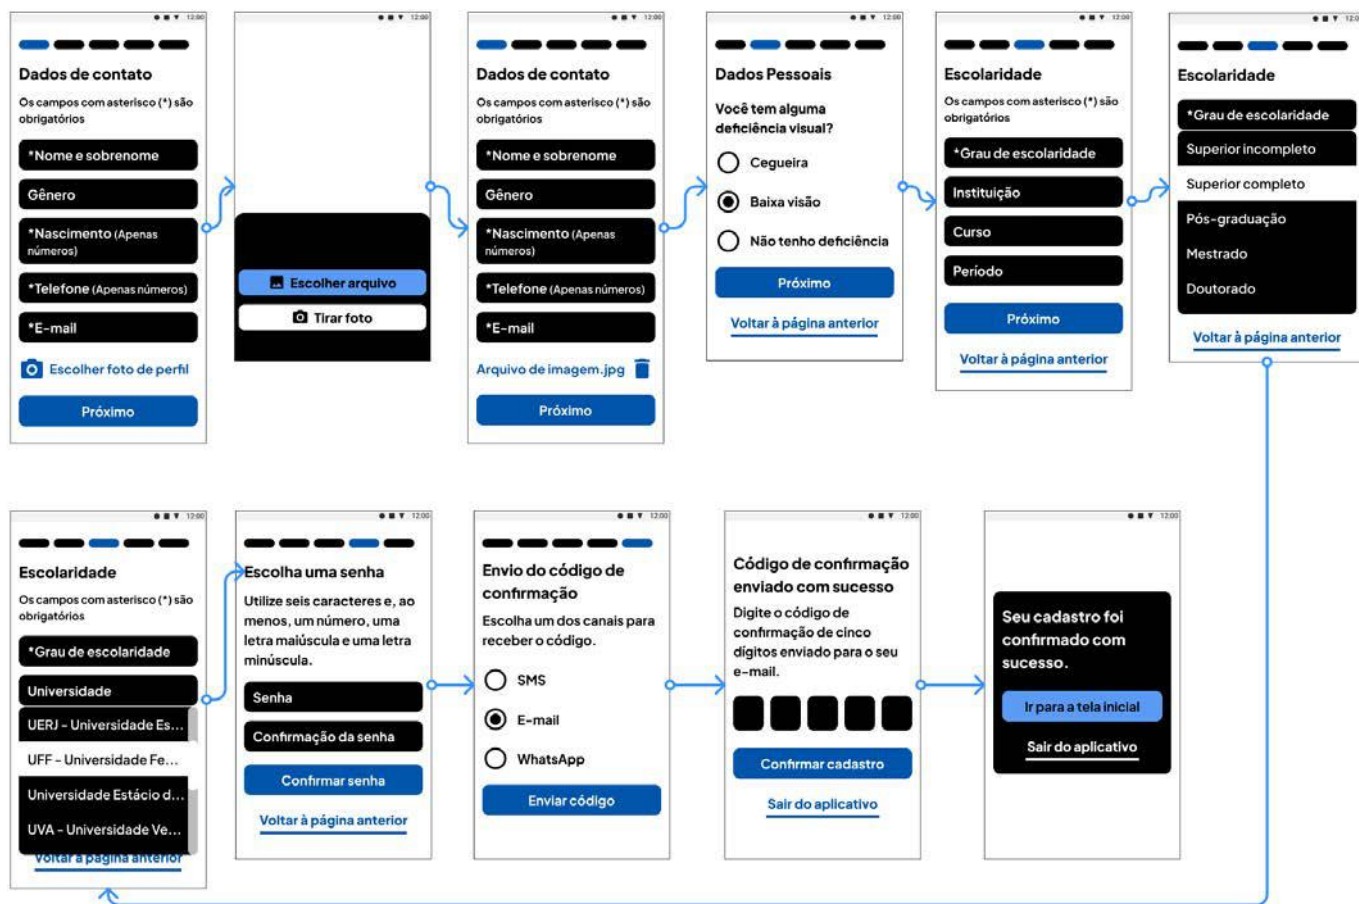 12:00
Dados de contato
Os campos com asterisco (*) são
obrigatórios
*Nome e sobrenome
Gênero
*Nascimento (Apenas
números)
*Telefone (Apenas números)
*E-mail
Escolher foto de perfil
Próximo
12:00
Escolher arquivo
Tirar foto
12:00
Dados de contato
Os campos com asterisco (*) são
obrigatórios
*Nome e sobrenome
Gênero
*Nascimento (Apenas
números)
*Telefone (Apenas números)
*E-mail
Arquivo de imagem.jpg
Próximo
12:00
Dados Pessoais
Você tem alguma
deficiência visual?
Cegueira
Baixa visão
Não tenho deficiência
Próximo
Voltar à página anterior
12:00
Escolaridade
Os campos com asterisco (*) são
obrigatórios
*Grau de escolaridade
Instituição
Curso
Período
Próximo
Voltar à página anterior
12:00
Escolaridade
*Grau de escolaridade
Superior incompleto
Superior completo
Pós-graduação
Mestrado
Doutorado
Voltar à página anterior
12:00
Escolaridade
Os campos com asterisco (*) são
obrigatórios
*Grau de escolaridade
Universidade
UERJ - Universidade Es...
UFF - Universidade Fe...
Universidade Estácio d...
UVA - Universidade Ve...
Voltar à página anterior
12:00
Escolha uma senha
Utilize seis caracteres e, ao
menos, um número, uma
letra maiúscula e uma letra
minúscula.
Senha
Confirmação da senha
Confirmar senha
Voltar à página anterior
12:00
Envio do código de
confirmação
Escolha um dos canais para
receber o código.
SMS
E-mail
WhatsApp
Enviar código
12:00
Código de confirmação
enviado com sucesso
Digite o código de
confirmação de cinco
dígitos enviado para o seu
e-mail.
Confirmar cadastro
Sair do aplicativo
12:00
Seu cadastro foi
confirmado com
sucesso.
Ir para a tela inicial
Sair do aplicativo